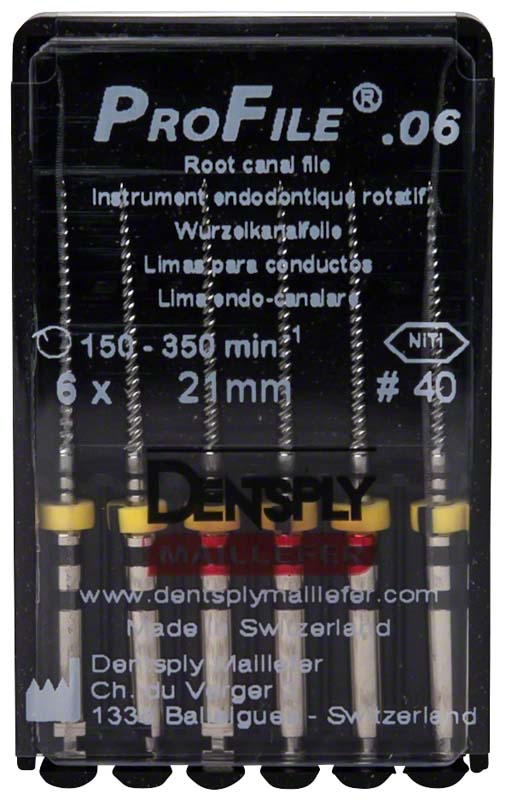 PROFILE® .06
Root canal file
Instrument endodontique rotatif
Wurzelkanalfeile
Limas para conductos
Lima endo-canalare
150 - 350 min-1
NiTi
6 x 21mm # 40
DENTSPLY
MAILLEFER
www.dentsplymaillefer.com
Made in Switzerland
Dentsply Maillefer
Ch. du Verger
Ballaigues - Switzerland